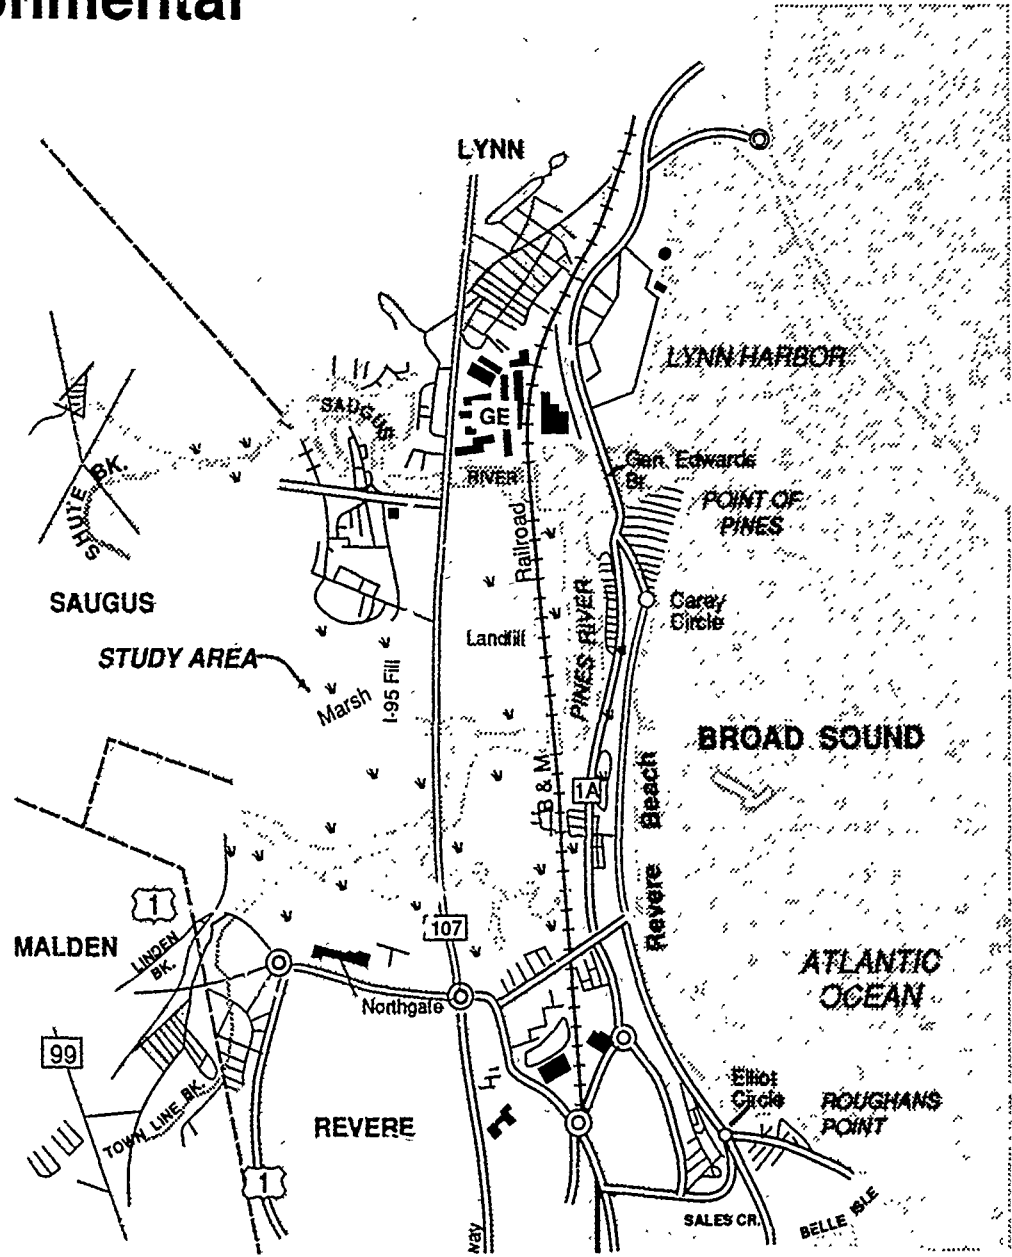 LYNN
LYNN HARBOR
SAUGUS
GE
RIVER
Gen. Edwards
Br.
POINT OF
PINES
SHUTE BK.
Railroad
SAUGUS
Carey
Circle
PINES RIVER
Landfill
STUDY AREA
Marsh
I-95 Fill
BROAD SOUND
B & M
1A
Revere Beach
1
107
MALDEN
LINDEN
BK.
ATLANTIC
OCEAN
Northgate
99
Elliot
Circle
ROUGHANS
POINT
TOWN LINE BK.
REVERE
1
SALES CR.
BELLE ISLE